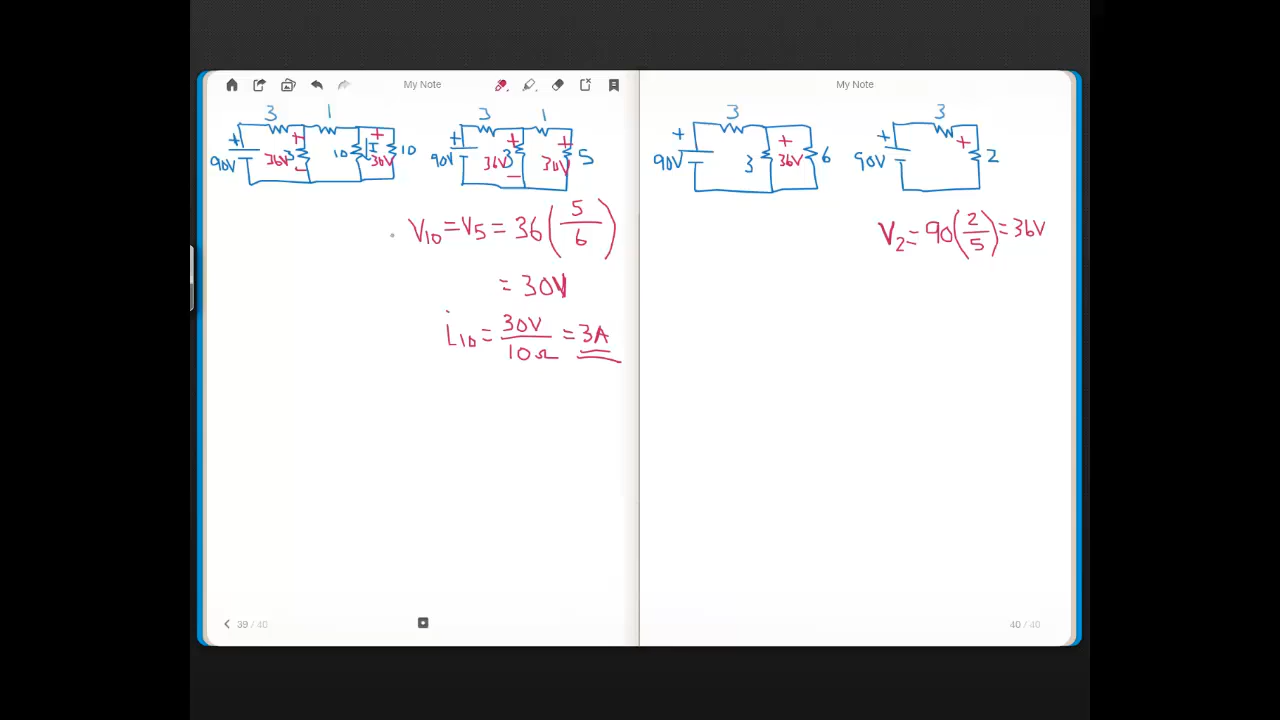 My Note
3 1
+ + +
90V 36V 3 10 I 30V 10
-
3 1
+ + +
90V 36V 3 30V 5
-
V10 = V5 = 36 (5/6)
= 30V
i10 = 30V/10Ω = 3A
39 / 40
My Note
3
+ +
90V 3 36V 6
3
+ +
90V 2
V2 = 90 (2/5) = 36V
40 / 40